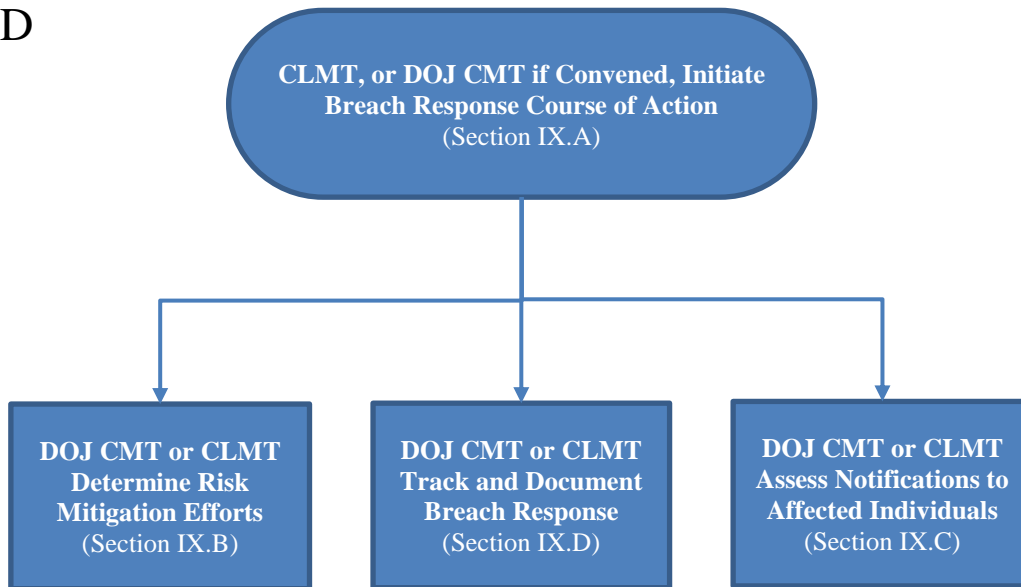 D
CLMT, or DOJ CMT if Convened, Initiate
Breach Response Course of Action
(Section IX.A)
DOJ CMT or CLMT
Determine Risk
Mitigation Efforts
(Section IX.B)
DOJ CMT or CLMT
Track and Document
Breach Response
(Section IX.D)
DOJ CMT or CLMT
Assess Notifications to
Affected Individuals
(Section IX.C)